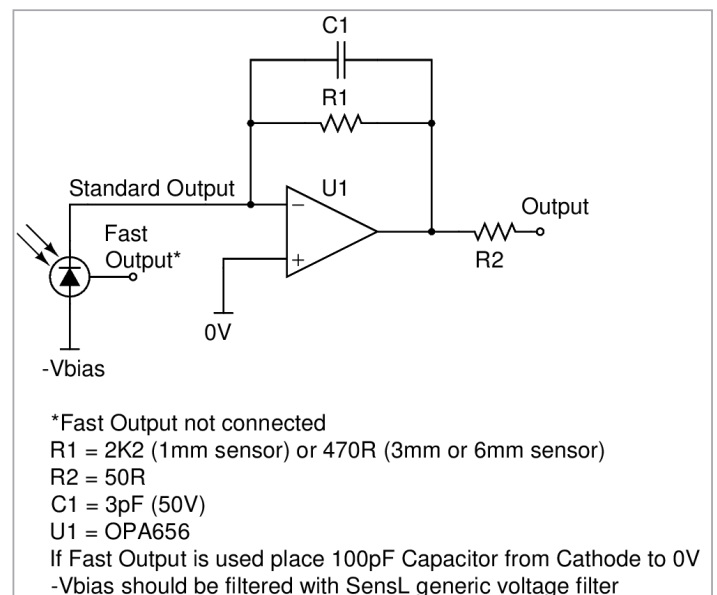 C1
R1
Standard Output
U1
Fast
Output*
−
+
Output
R2
0V
-Vbias
*Fast Output not connected
R1 = 2K2 (1mm sensor) or 470R (3mm or 6mm sensor)
R2 = 50R
C1 = 3pF (50V)
U1 = OPA656
If Fast Output is used place 100pF Capacitor from Cathode to 0V
-Vbias should be filtered with SensL generic voltage filter